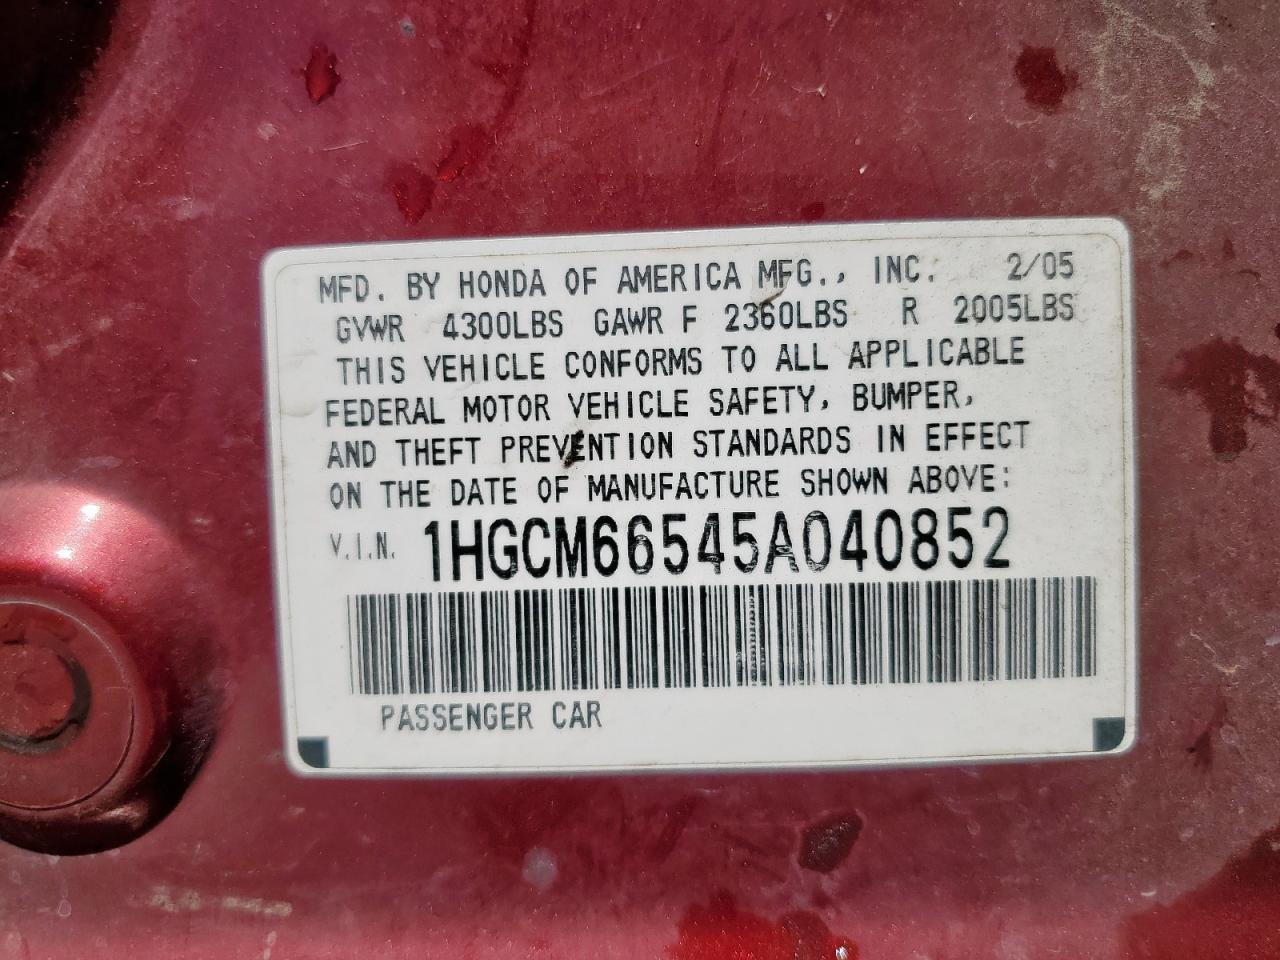 MFD. BY HONDA OF AMERICA MFG., INC. 2/05
GVWR 4300LBS GAWR F 2360LBS R 2005LBS
THIS VEHICLE CONFORMS TO ALL APPLICABLE
FEDERAL MOTOR VEHICLE SAFETY, BUMPER,
AND THEFT PREVENTION STANDARDS IN EFFECT
ON THE DATE OF MANUFACTURE SHOWN ABOVE:
V.I.N. 1HGCM66545A040852
PASSENGER CAR